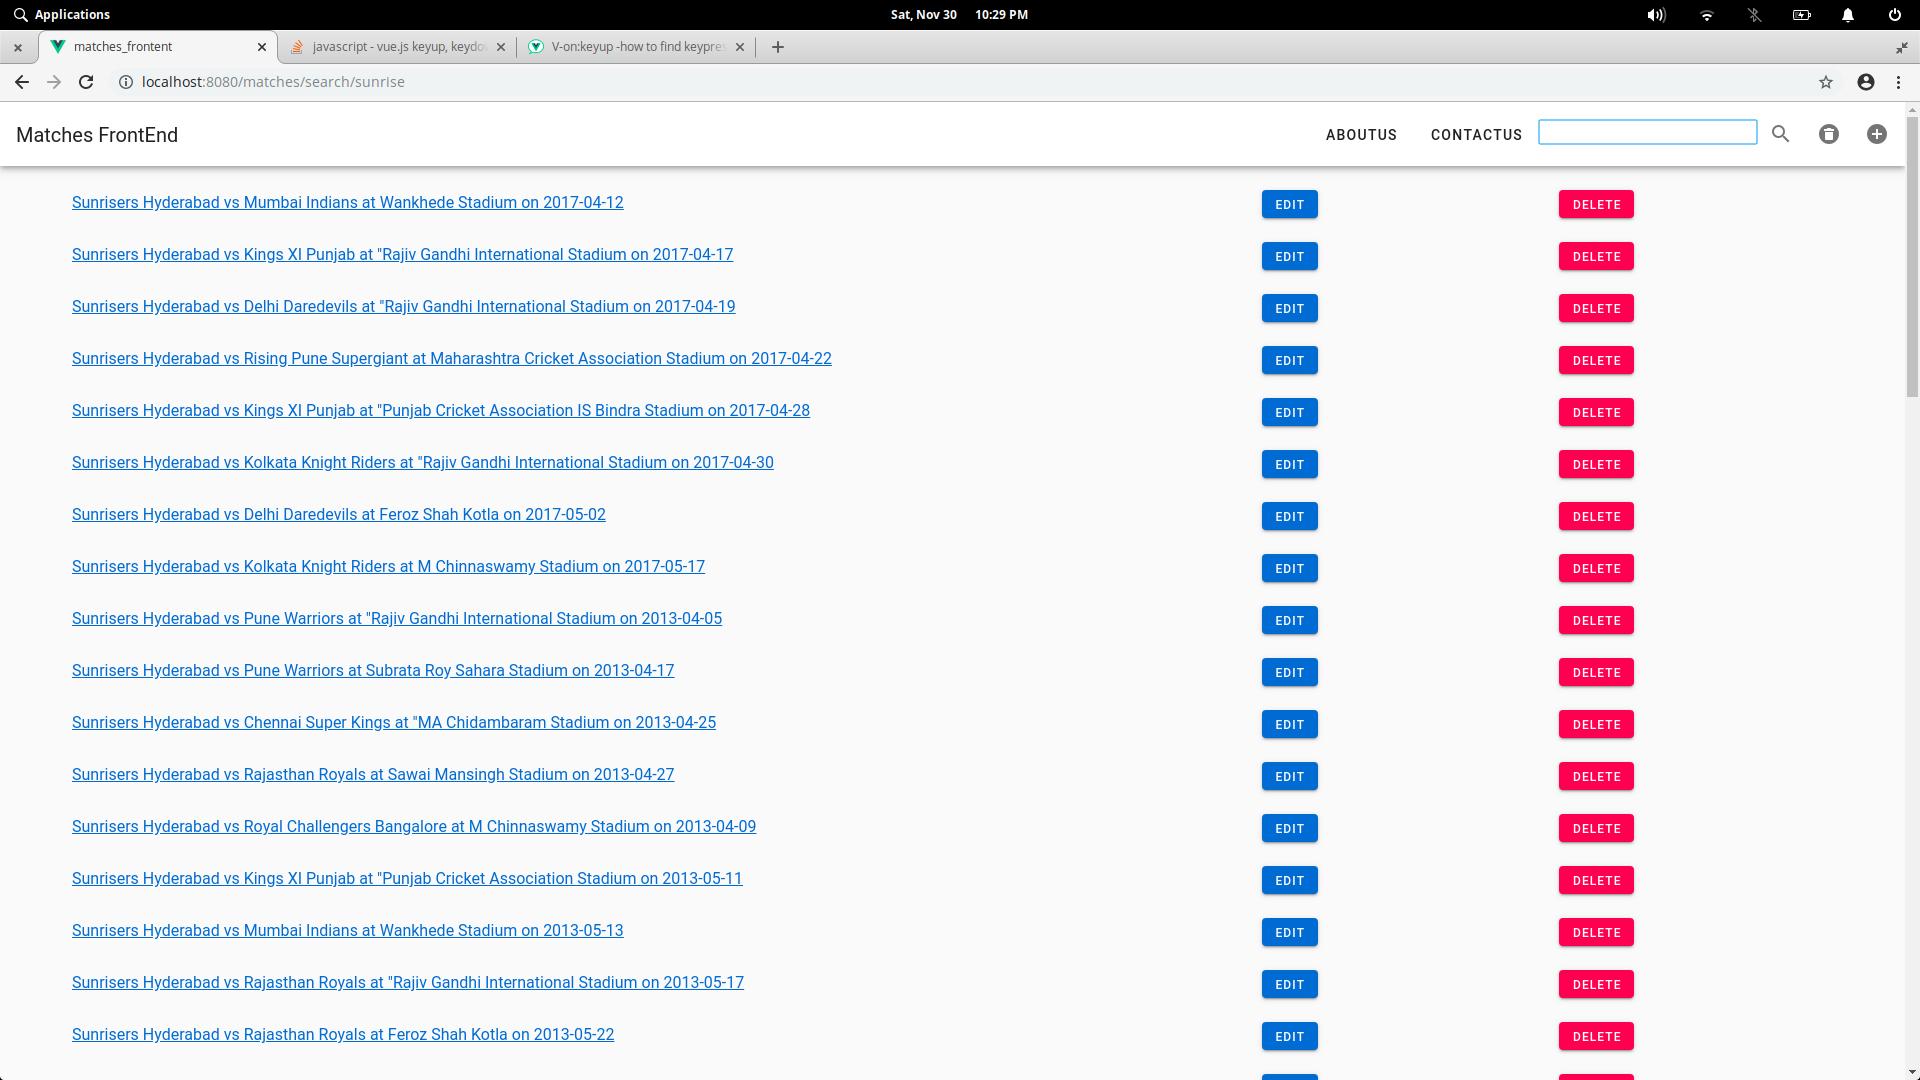 Applications
Sat, Nov 30 10:29 PM
matches_frontent
javascript - vue.js keyup, keydo
V-on:keyup -how to find keypre
localhost:8080/matches/search/sunrise
Matches FrontEnd
ABOUTUS CONTACTUS
Sunrisers Hyderabad vs Mumbai Indians at Wankhede Stadium on 2017-04-12 EDIT DELETE
Sunrisers Hyderabad vs Kings XI Punjab at "Rajiv Gandhi International Stadium on 2017-04-17 EDIT DELETE
Sunrisers Hyderabad vs Delhi Daredevils at "Rajiv Gandhi International Stadium on 2017-04-19 EDIT DELETE
Sunrisers Hyderabad vs Rising Pune Supergiant at Maharashtra Cricket Association Stadium on 2017-04-22 EDIT DELETE
Sunrisers Hyderabad vs Kings XI Punjab at "Punjab Cricket Association IS Bindra Stadium on 2017-04-28 EDIT DELETE
Sunrisers Hyderabad vs Kolkata Knight Riders at "Rajiv Gandhi International Stadium on 2017-04-30 EDIT DELETE
Sunrisers Hyderabad vs Delhi Daredevils at Feroz Shah Kotla on 2017-05-02 EDIT DELETE
Sunrisers Hyderabad vs Kolkata Knight Riders at M Chinnaswamy Stadium on 2017-05-17 EDIT DELETE
Sunrisers Hyderabad vs Pune Warriors at "Rajiv Gandhi International Stadium on 2013-04-05 EDIT DELETE
Sunrisers Hyderabad vs Pune Warriors at Subrata Roy Sahara Stadium on 2013-04-17 EDIT DELETE
Sunrisers Hyderabad vs Chennai Super Kings at "MA Chidambaram Stadium on 2013-04-25 EDIT DELETE
Sunrisers Hyderabad vs Rajasthan Royals at Sawai Mansingh Stadium on 2013-04-27 EDIT DELETE
Sunrisers Hyderabad vs Royal Challengers Bangalore at M Chinnaswamy Stadium on 2013-04-09 EDIT DELETE
Sunrisers Hyderabad vs Kings XI Punjab at "Punjab Cricket Association Stadium on 2013-05-11 EDIT DELETE
Sunrisers Hyderabad vs Mumbai Indians at Wankhede Stadium on 2013-05-13 EDIT DELETE
Sunrisers Hyderabad vs Rajasthan Royals at "Rajiv Gandhi International Stadium on 2013-05-17 EDIT DELETE
Sunrisers Hyderabad vs Rajasthan Royals at Feroz Shah Kotla on 2013-05-22 EDIT DELETE